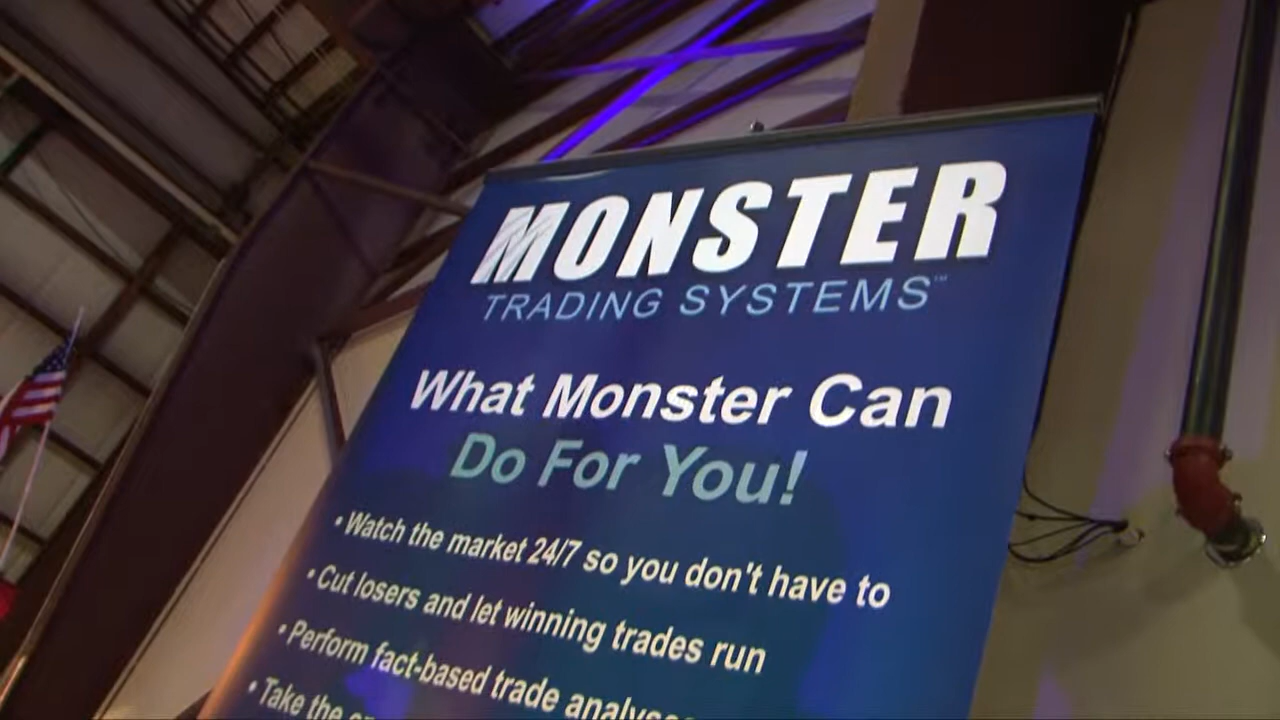 MONSTER
TRADING SYSTEMS™
What Monster Can
Do For You!
• Watch the market 24/7 so you don't have to
• Cut losers and let winning trades run
• Perform fact-based trade
• Take the